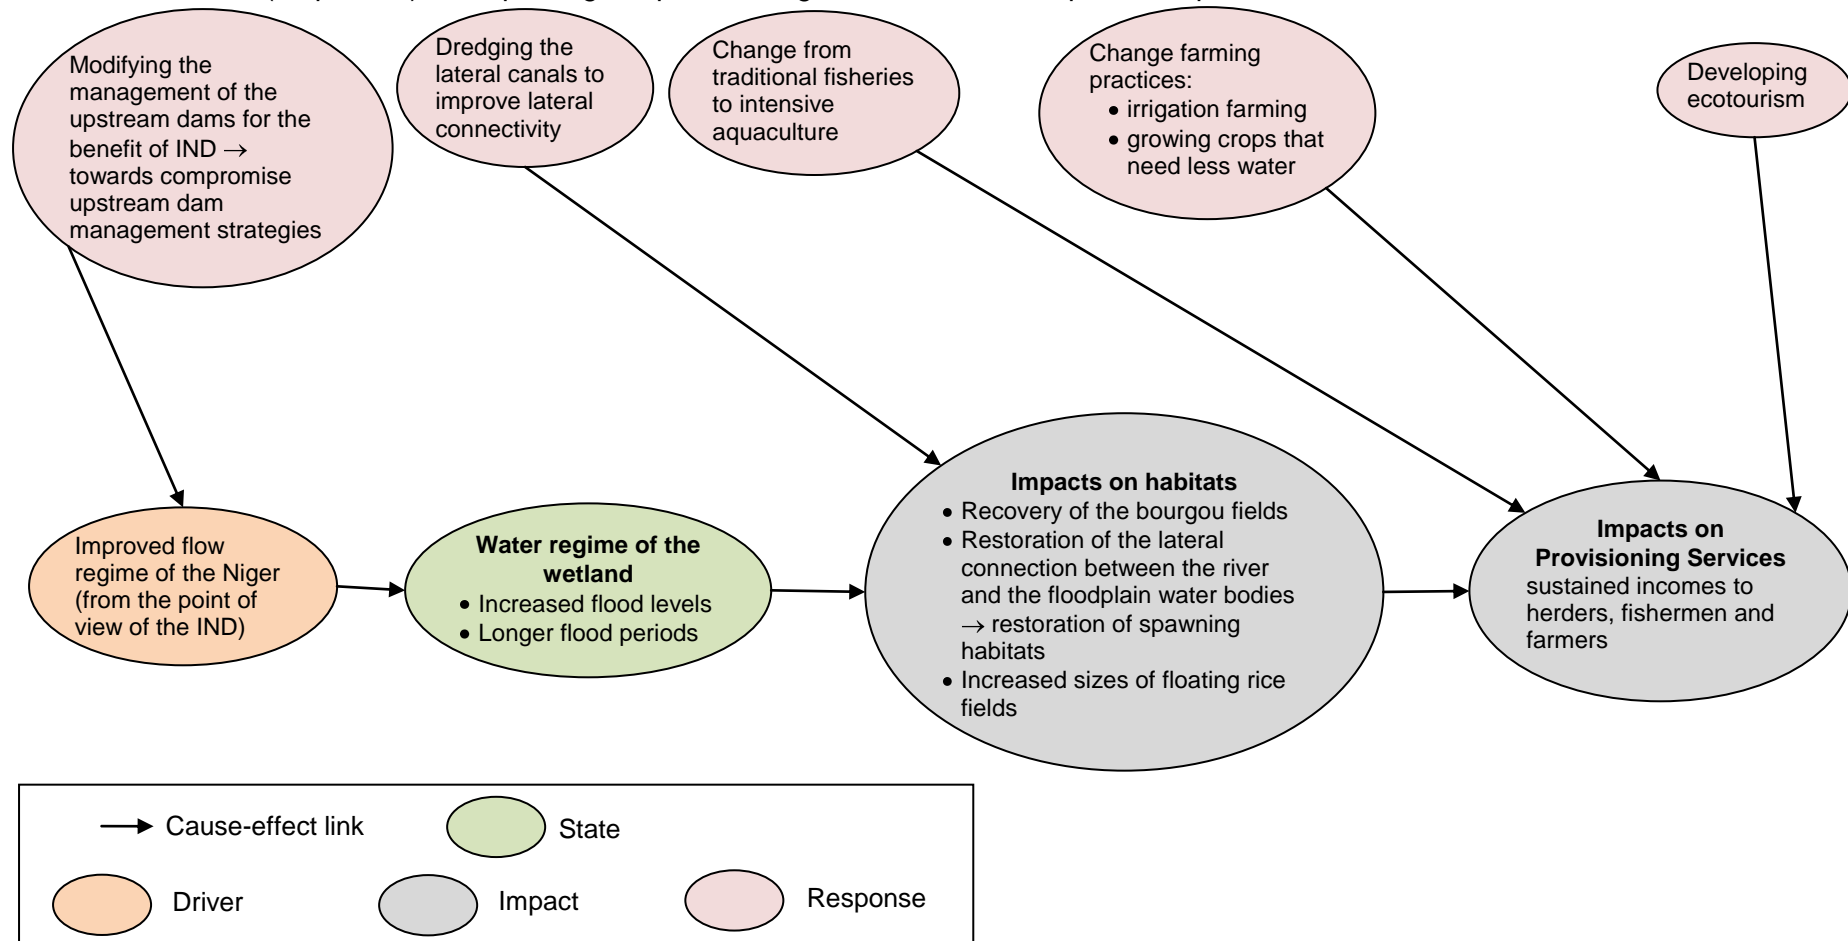 Modifying the
management of the
upstream dams for the
benefit of IND →
towards compromise
upstream dam
management strategies
Dredging the
lateral canals to
improve lateral
connectivity
Change from
traditional fisheries
to intensive
aquaculture
Change farming
practices:
• irrigation farming
• growing crops that
need less water
Developing
ecotourism
Improved flow
regime of the Niger
(from the point of
view of the IND)
Water regime of the
wetland
• Increased flood levels
• Longer flood periods
Impacts on habitats
• Recovery of the bourgou fields
• Restoration of the lateral
connection between the river
and the floodplain water bodies
→ restoration of spawning
habitats
• Increased sizes of floating rice
fields
Impacts on
Provisioning Services
sustained incomes to
herders, fishermen and
farmers
Cause-effect link
State
Driver
Impact
Response